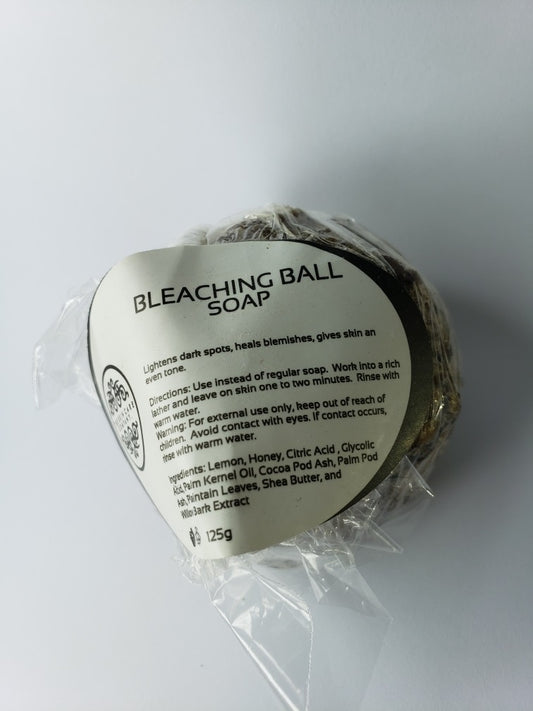 BLEACHING BALL
SOAP
Lightens dark spots, heals blemishes, gives skin an
even tone.
Directions: Use instead of regular soap. Work into a rich
lather and leave on skin one to two minutes. Rinse with
warm water.
Warning: For external use only, keep out of reach of
children. Avoid contact with eyes. If contact occurs,
rinse with warm water.
Ingredients: Lemon, Honey, Citric Acid , Glycolic
Acid, Palm Kernel Oil, Cocoa Pod Ash, Palm Pod
Ash, Plaintain Leaves, Shea Butter, and
Willo Bark Extract
125g